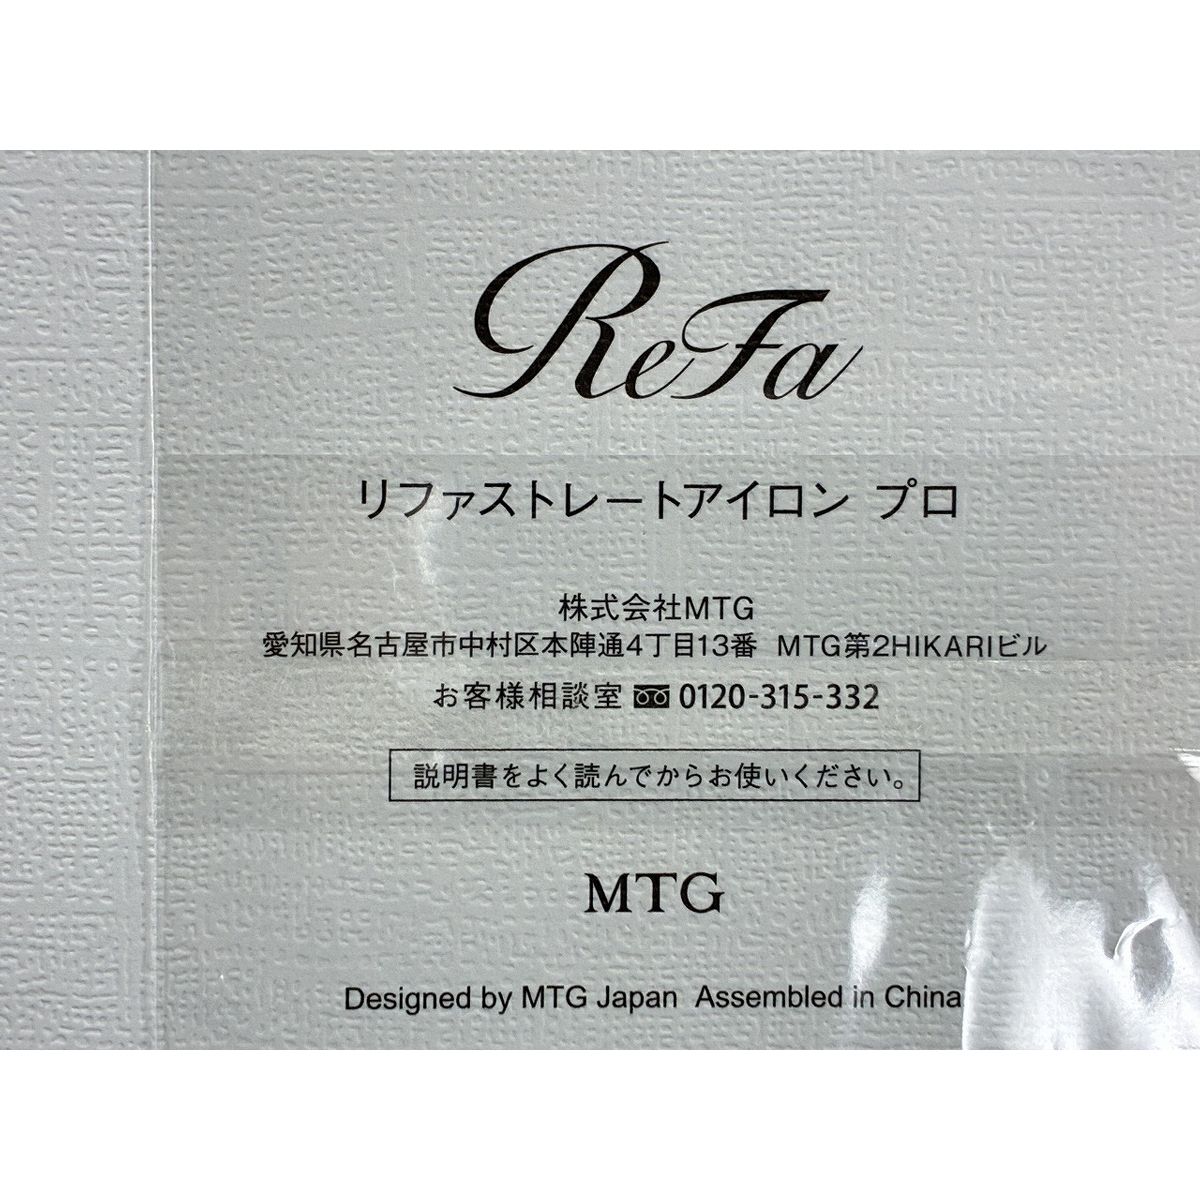 ReFa
リファストレートアイロン プロ
株式会社MTG
愛知県名古屋市中村区本陣通4丁目13番 MTG第2HIKARIビル
お客様相談室 0120-315-332
説明書をよく読んでからお使いください。
MTG
Designed by MTG Japan Assembled in China